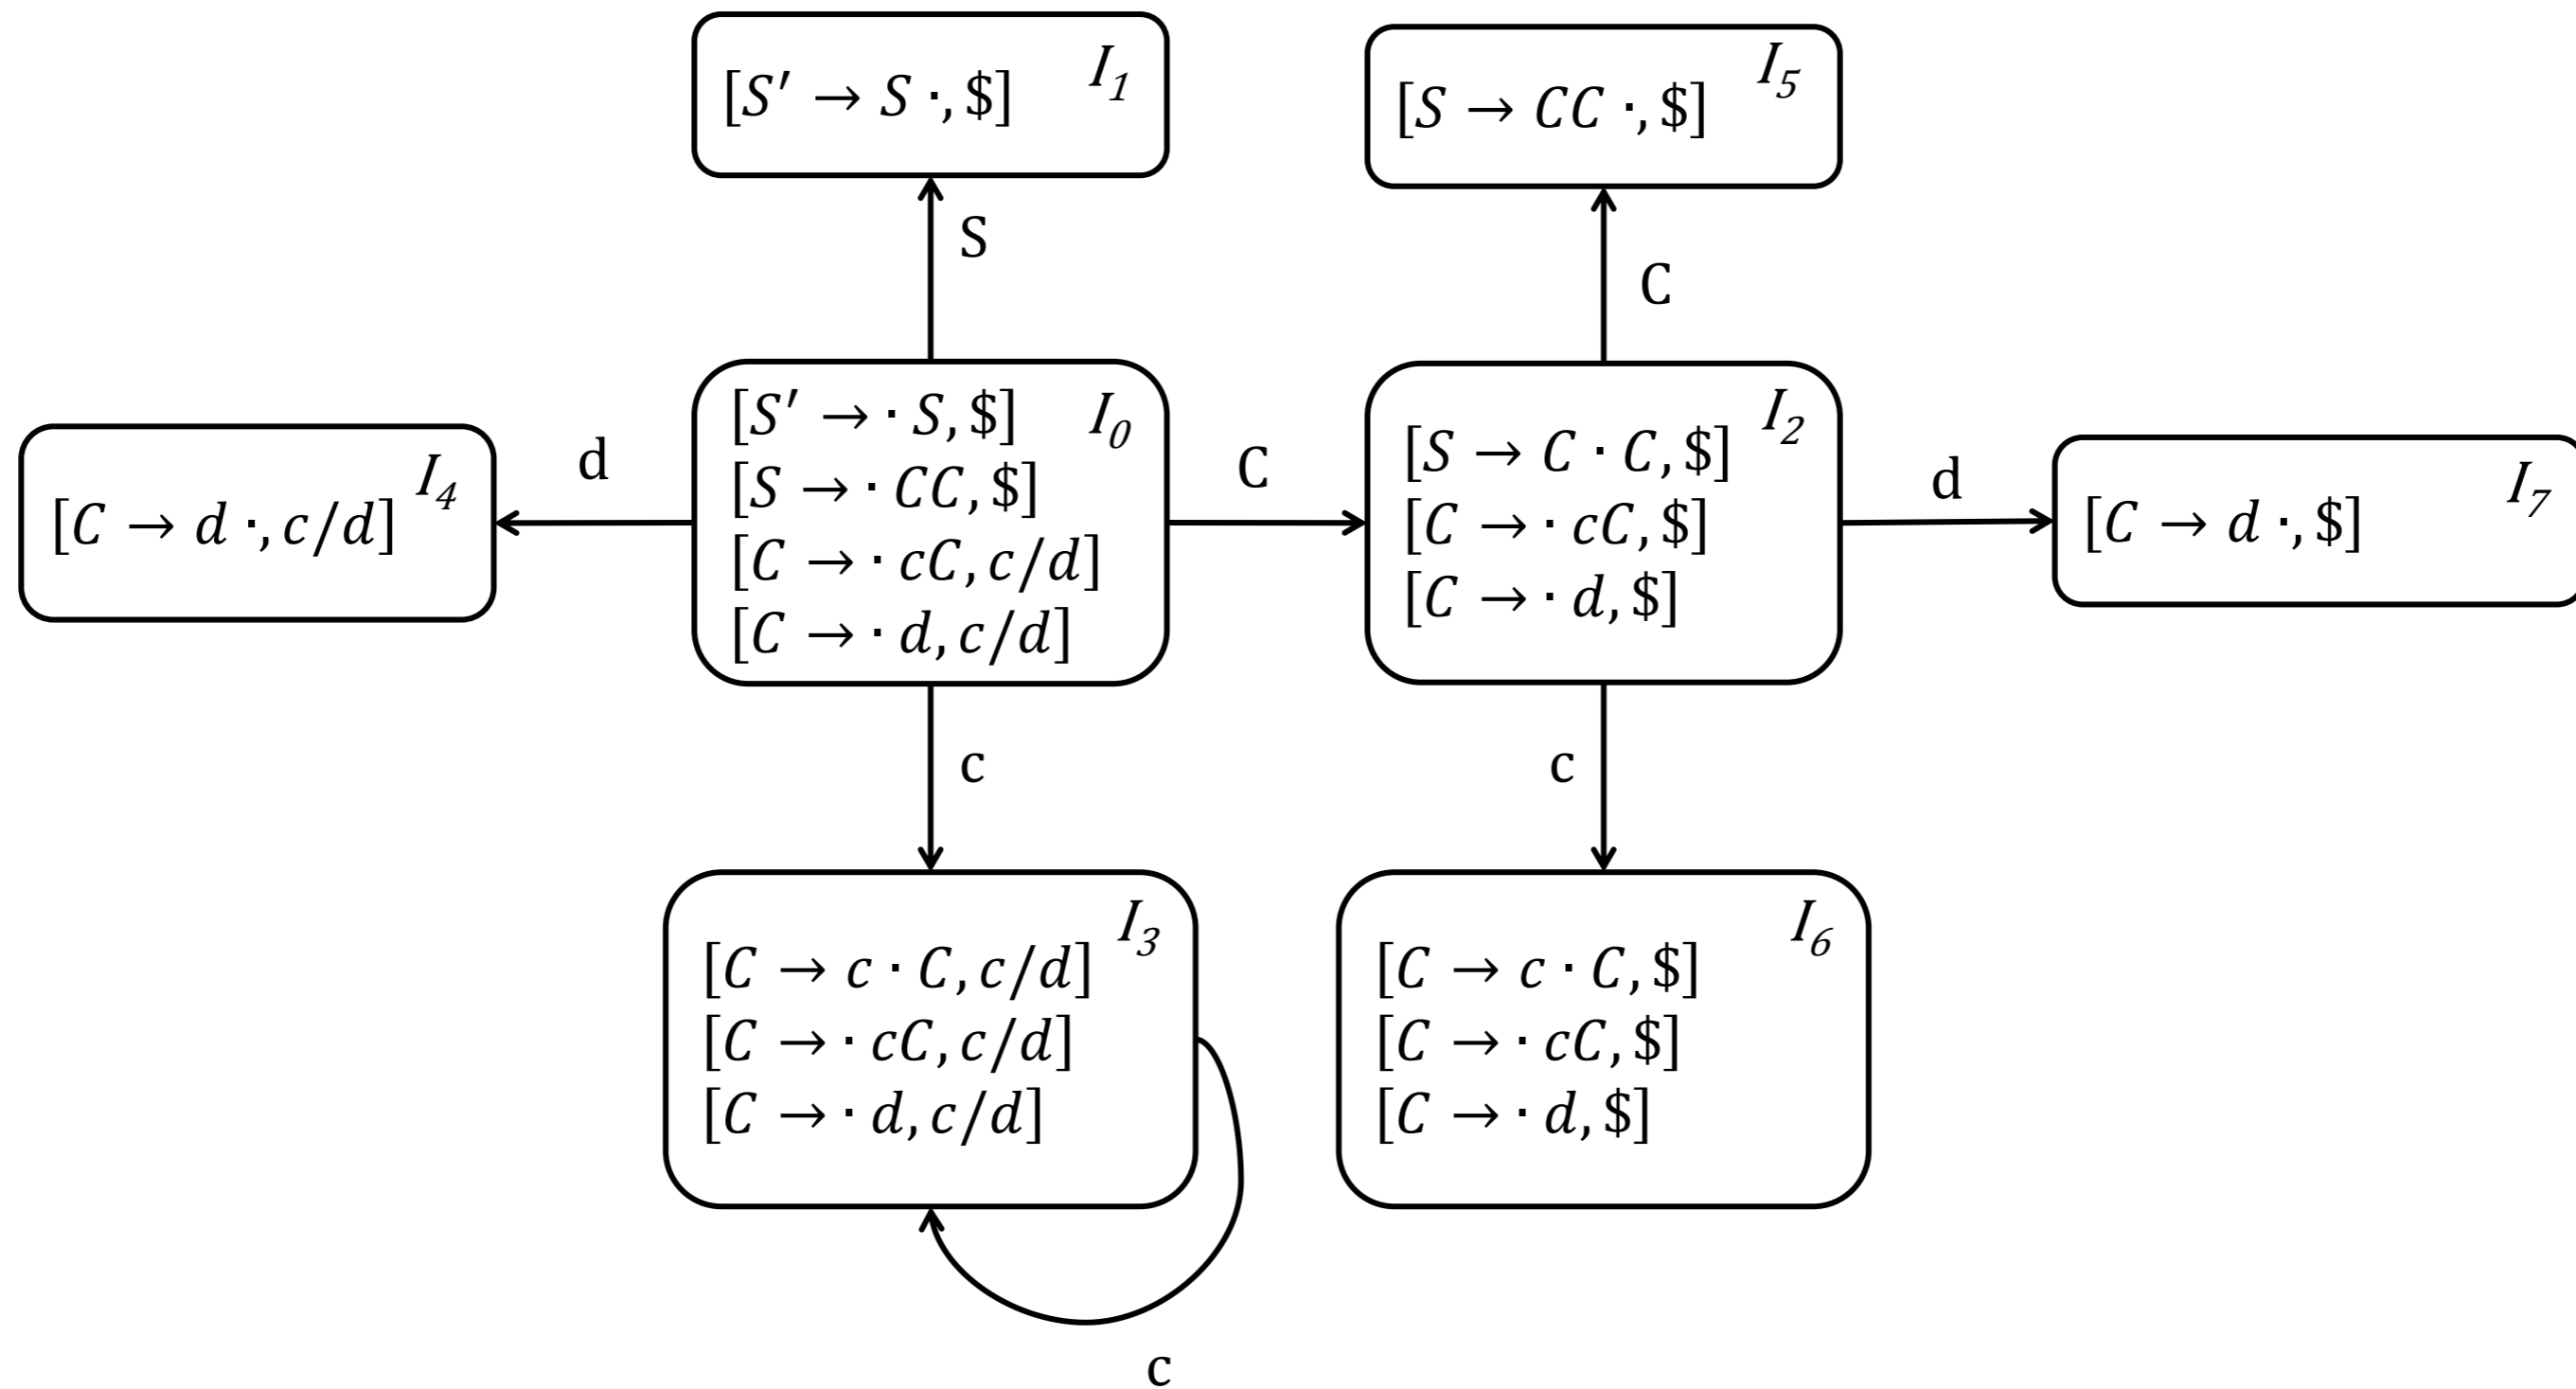 [S′ → S ·, $] I₁
[S → CC ·, $] I₅
S
C
[S′ → · S, $] I₀
[S → · CC, $]
[C → · cC, c/d]
[C → · d, c/d]
[S → C · C, $] I₂
[C → · cC, $]
[C → · d, $]
[C → d ·, c/d] I₄
d
C
d
[C → d ·, $] I₇
c
c
[C → c · C, c/d] I₃
[C → · cC, c/d]
[C → · d, c/d]
[C → c · C, $] I₆
[C → · cC, $]
[C → · d, $]
c